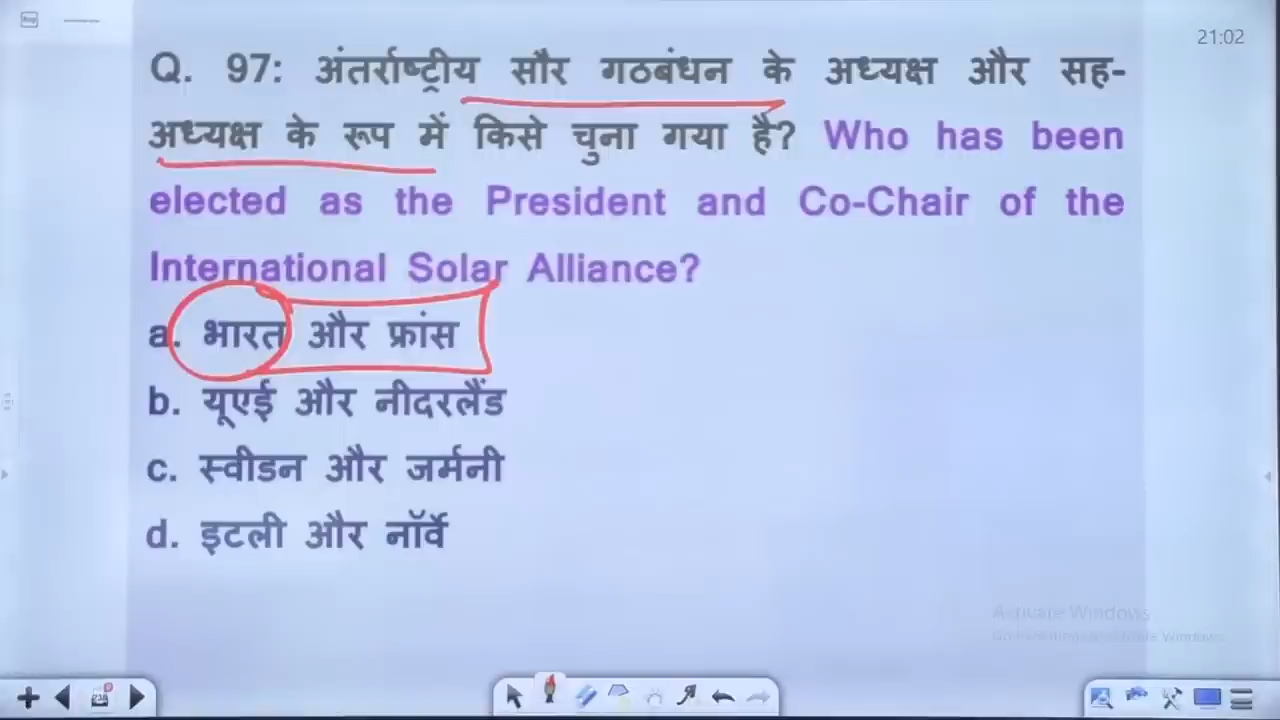 21:02
Q. 97: अंतर्राष्ट्रीय सौर गठबंधन के अध्यक्ष और सह-
अध्यक्ष के रूप में किसे चुना गया है? Who has been
elected as the President and Co-Chair of the
International Solar Alliance?
a. भारत और फ्रांस
b. यूएई और नीदरलैंड
c. स्वीडन और जर्मनी
d. इटली और नॉर्वे
Activate Windows